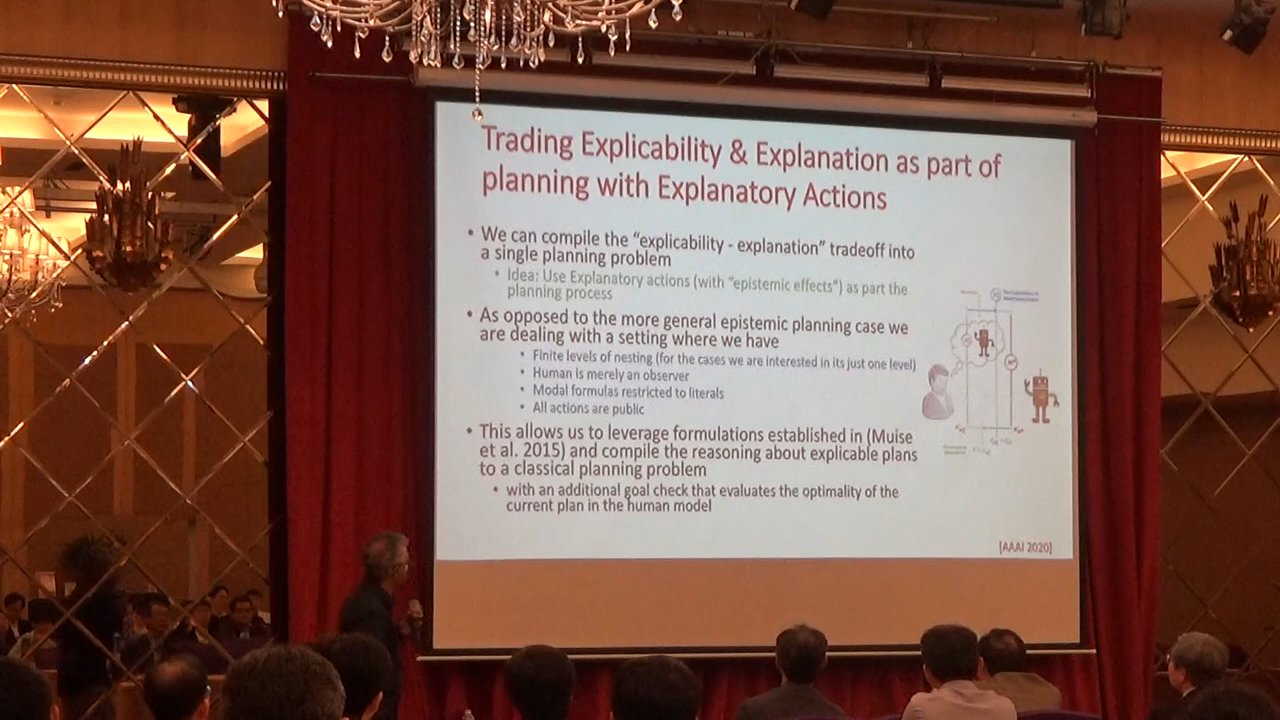 Trading Explicability & Explanation as part of
planning with Explanatory Actions
• We can compile the “explicability - explanation” tradeoff into
a single planning problem
• Idea: Use Explanatory actions (with “epistemic effects”) as part the
planning process
• As opposed to the more general epistemic planning case we
are dealing with a setting where we have
• Finite levels of nesting (for the cases we are interested in its just one level)
• Human is merely an observer
• Modal formulas restricted to literals
• All actions are public
• This allows us to leverage formulations established in (Muise
et al. 2015) and compile the reasoning about explicable plans
to a classical planning problem
• with an additional goal check that evaluates the optimality of the
current plan in the human model
[AAAI 2020]